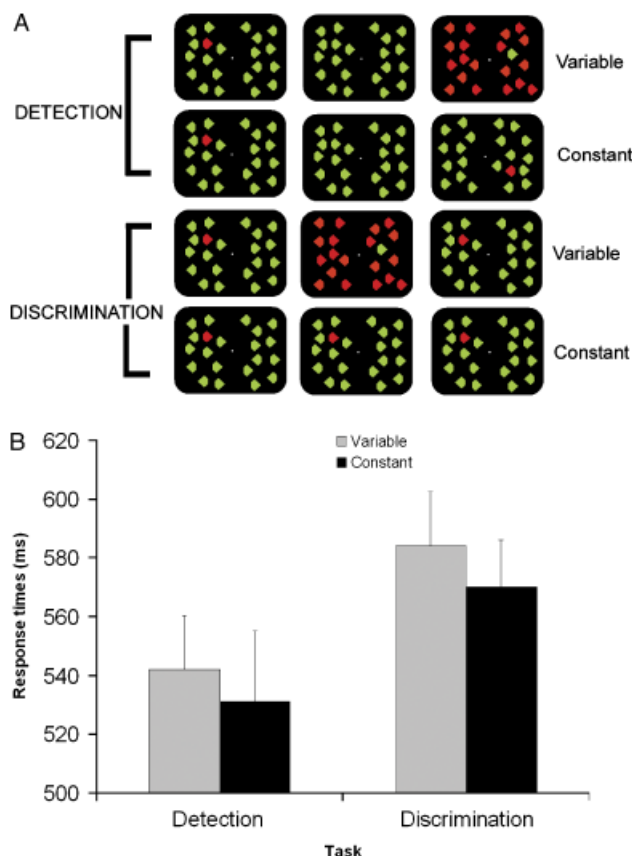 A
DETECTION
Variable
Constant
DISCRIMINATION
Variable
Constant
B
Variable
Constant
620
600
580
560
540
520
500
Response times (ms)
Detection
Discrimination
Task